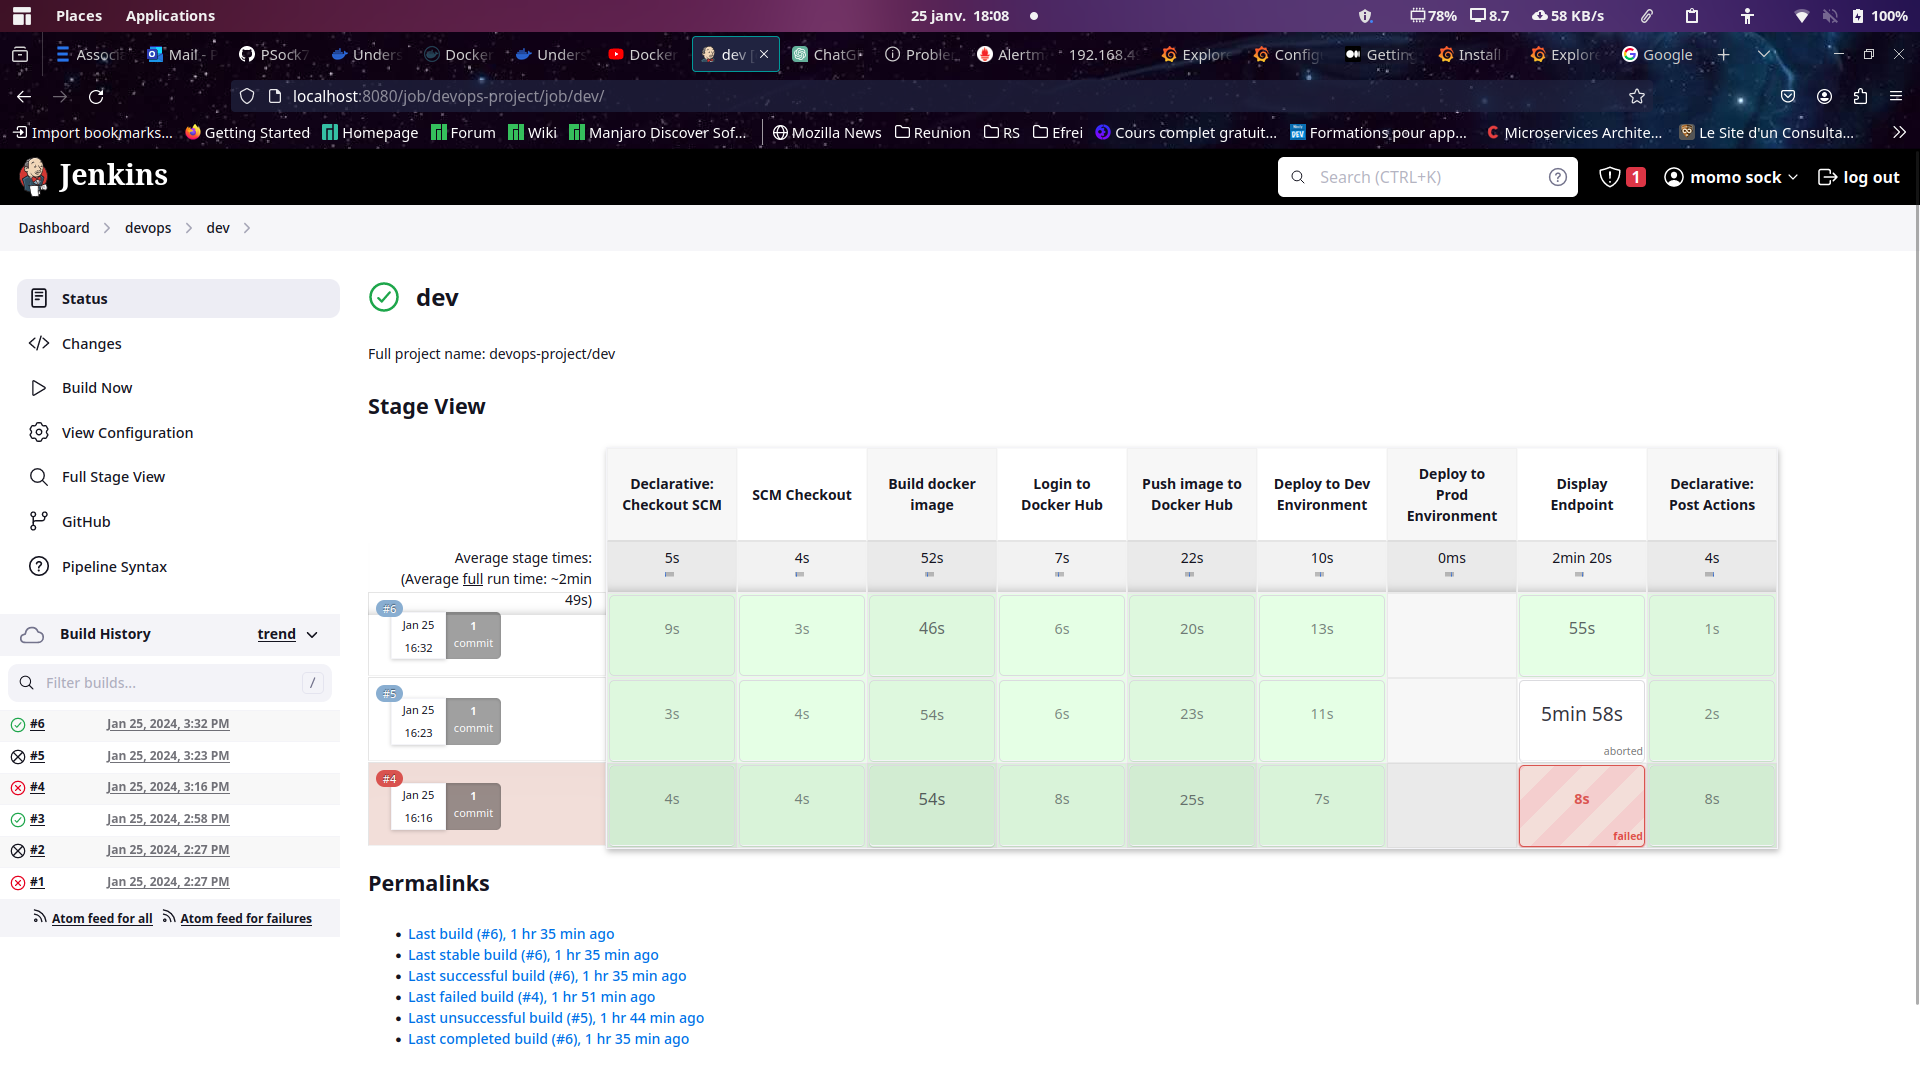 Places Applications 25 janv. 18:08 78% 8.7 58 KB/s 100%
Associ Mail - F PSock7 Unders Docker Unders Docker dev [ ChatG Problem Alertm 192.168.49 Explore Config Getting Install Explore Google
localhost:8080/job/devops-project/job/dev/
Import bookmarks... Getting Started Homepage Forum Wiki Manjaro Discover Sof... Mozilla News Reunion RS Efrei Cours complet gratuit... Formations pour app... Microservices Archite... Le Site d'un Consulta...
Jenkins Search (CTRL+K) 1 momo sock log out
Dashboard devops dev
Status
Changes
Build Now
View Configuration
Full Stage View
GitHub
Pipeline Syntax
Build History trend
Filter builds... /
#6 Jan 25, 2024, 3:32 PM
#5 Jan 25, 2024, 3:23 PM
#4 Jan 25, 2024, 3:16 PM
#3 Jan 25, 2024, 2:58 PM
#2 Jan 25, 2024, 2:27 PM
#1 Jan 25, 2024, 2:27 PM
Atom feed for all Atom feed for failures
dev
Full project name: devops-project/dev
Stage View
Declarative: Checkout SCM
SCM Checkout
Build docker image
Login to Docker Hub
Push image to Docker Hub
Deploy to Dev Environment
Deploy to Prod Environment
Display Endpoint
Declarative: Post Actions
Average stage times:
(Average full run time: ~2min
49s)
5s 4s 52s 7s 22s 10s 0ms 2min 20s 4s
#6
Jan 25
16:32
1
commit
9s 3s 46s 6s 20s 13s 55s 1s
#5
Jan 25
16:23
1
commit
3s 4s 54s 6s 23s 11s 5min 58s 2s
aborted
#4
Jan 25
16:16
1
commit
4s 4s 54s 8s 25s 7s 8s 8s
failed
Permalinks
Last build (#6), 1 hr 35 min ago
Last stable build (#6), 1 hr 35 min ago
Last successful build (#6), 1 hr 35 min ago
Last failed build (#4), 1 hr 51 min ago
Last unsuccessful build (#5), 1 hr 44 min ago
Last completed build (#6), 1 hr 35 min ago